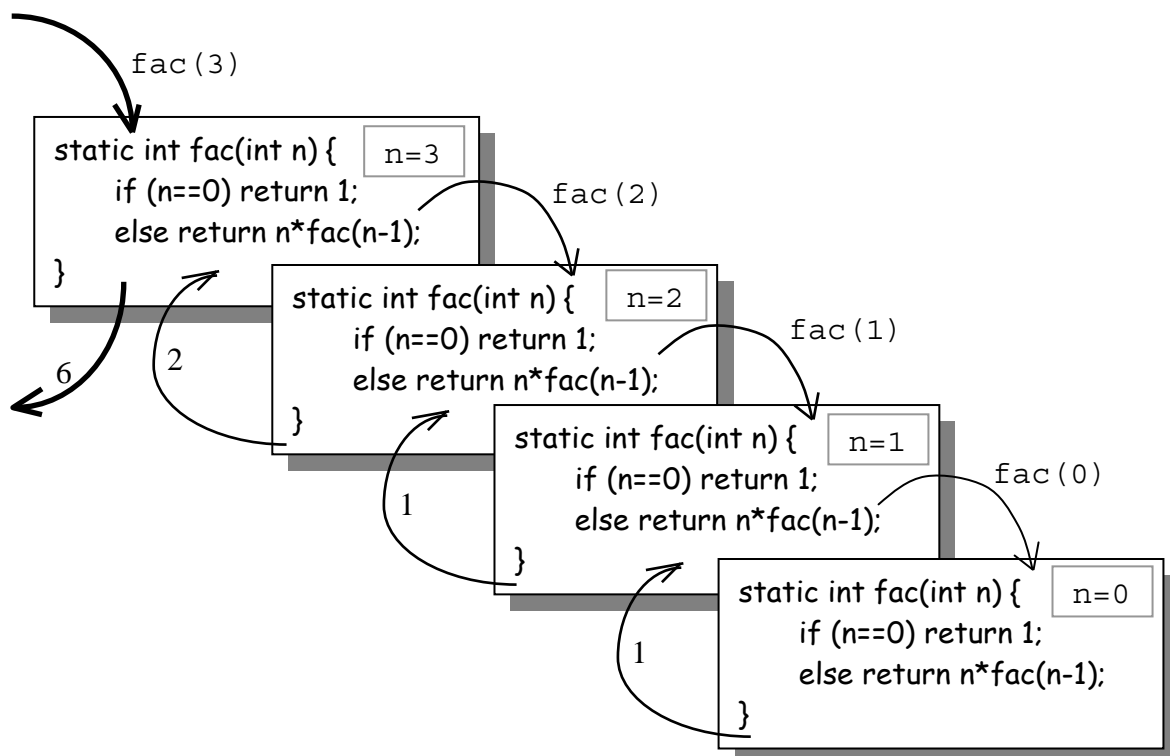 fac(3)
static int fac(int n) {
n=3
if (n==0) return 1;
else return n*fac(n-1);
}
fac(2)
6
2
static int fac(int n) {
n=2
if (n==0) return 1;
else return n*fac(n-1);
}
fac(1)
1
static int fac(int n) {
n=1
if (n==0) return 1;
else return n*fac(n-1);
}
fac(0)
1
static int fac(int n) {
n=0
if (n==0) return 1;
else return n*fac(n-1);
}